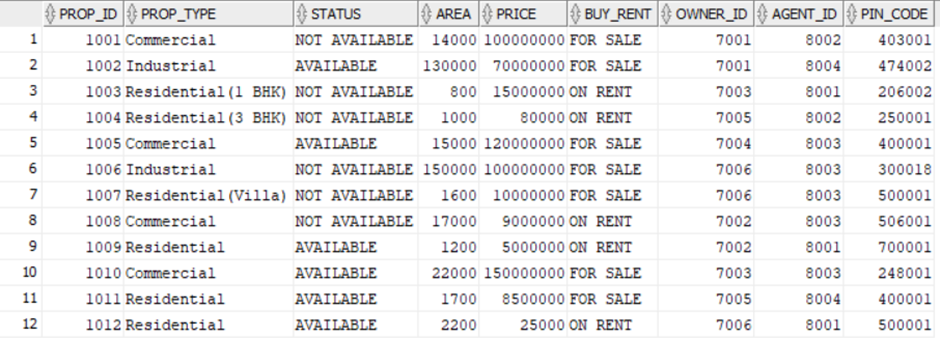 PROP_ID PROP_TYPE STATUS AREA PRICE BUY_RENT OWNER_ID AGENT_ID PIN_CODE
1 1001 Commercial NOT AVAILABLE 14000 100000000 FOR SALE 7001 8002 403001
2 1002 Industrial AVAILABLE 130000 70000000 FOR SALE 7001 8004 474002
3 1003 Residential(1 BHK) NOT AVAILABLE 800 15000000 ON RENT 7003 8001 206002
4 1004 Residential(3 BHK) NOT AVAILABLE 1000 80000 ON RENT 7005 8002 250001
5 1005 Commercial AVAILABLE 15000 120000000 FOR SALE 7004 8003 400001
6 1006 Industrial NOT AVAILABLE 150000 100000000 FOR SALE 7006 8003 300018
7 1007 Residential(Villa) NOT AVAILABLE 1600 10000000 FOR SALE 7006 8003 500001
8 1008 Commercial NOT AVAILABLE 17000 9000000 ON RENT 7002 8003 506001
9 1009 Residential AVAILABLE 1200 5000000 ON RENT 7002 8001 700001
10 1010 Commercial AVAILABLE 22000 150000000 FOR SALE 7003 8003 248001
11 1011 Residential AVAILABLE 1700 8500000 FOR SALE 7005 8004 400001
12 1012 Residential AVAILABLE 2200 25000 ON RENT 7006 8001 500001